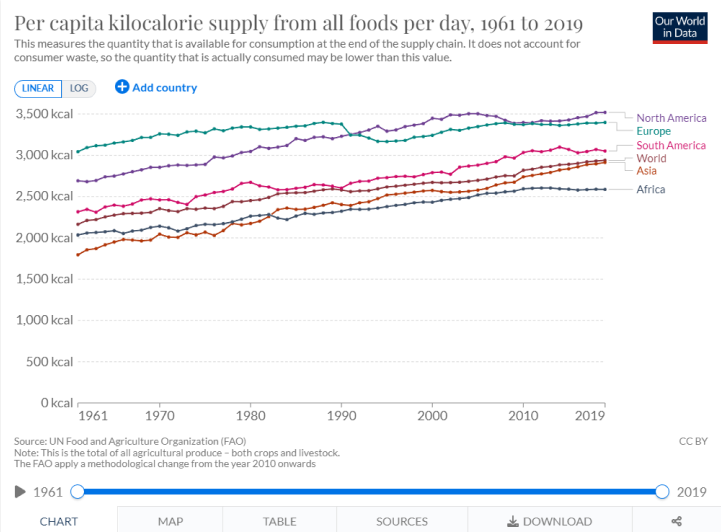 Per capita kilocalorie supply from all foods per day, 1961 to 2019
Our World
in Data
This measures the quantity that is available for consumption at the end of the supply chain. It does not account for
consumer waste, so the quantity that is actually consumed may be lower than this value.
LINEAR LOG
Add country
3,500 kcal
3,000 kcal
2,500 kcal
2,000 kcal
1,500 kcal
1,000 kcal
500 kcal
0 kcal
North America
Europe
South America
World
Asia
Africa
1961 1970 1980 1990 2000 2010 2019
Source: UN Food and Agriculture Organization (FAO)
CC BY
Note: This is the total of all agricultural produce – both crops and livestock.
The FAO apply a methodological change from the year 2010 onwards
1961 2019
CHART MAP TABLE SOURCES DOWNLOAD